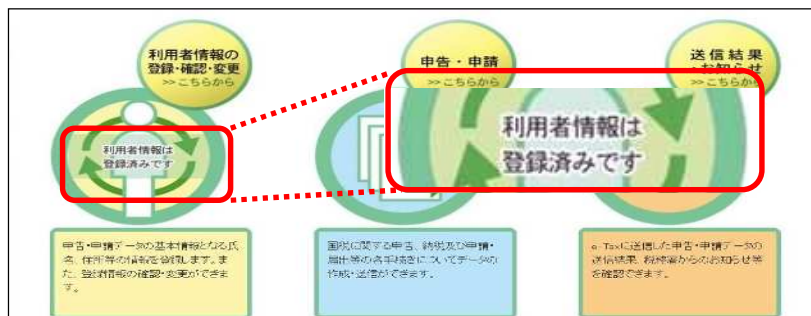 利用者情報の
登録・確認・変更
>>こちらから
申告・申請
>>こちらから
送信結果
・お知らせ
>>こちらから
利用者情報は
登録済みです
利用者情報は
登録済みです
申告・申請データの基本情報となる氏
名、住所等の情報を登録します。ま
た、登録情報の確認・変更ができま
す。
国税に関する申告、納税及び申請・
届出等の各手続きについてデータの
作成・送信ができます。
e-Taxに送信した申告・申請データの
送信結果、税務署からのお知らせ等
を確認できます。